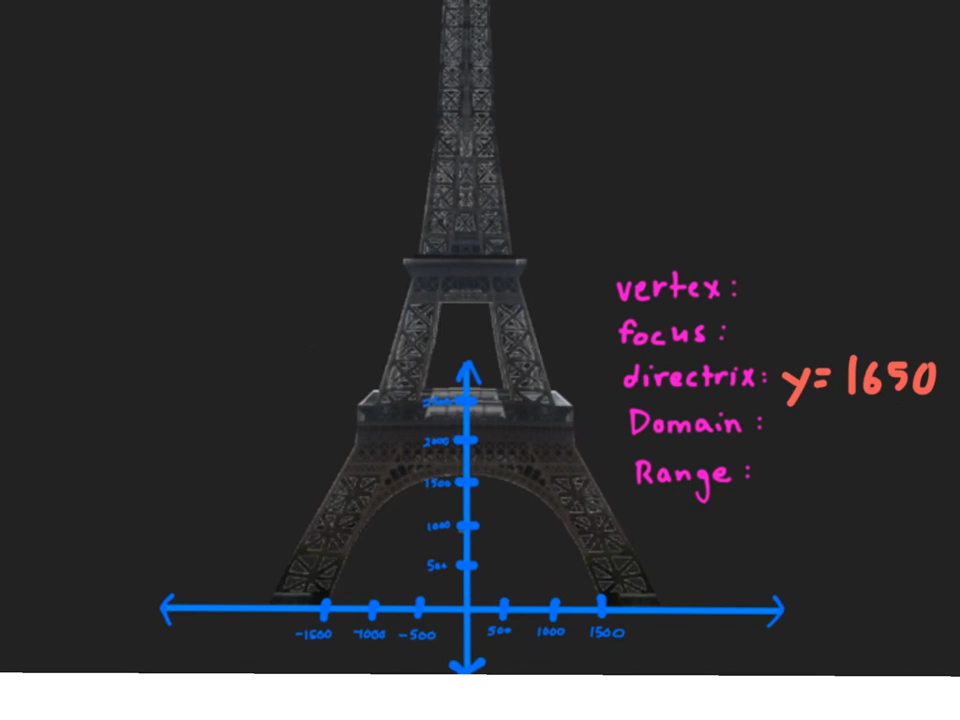 vertex:
focus:
directrix: y= 1650
Domain:
Range:
2000
1500
1000
500
-1500 -1000 -500 500 1000 1500